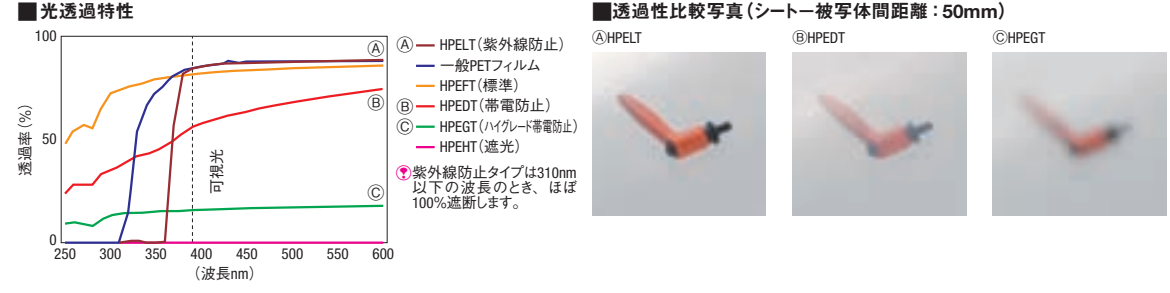 ■光透過特性
100
50
0
透過率(%)
250 300 350 400 450 500 550 600
(波長nm)
可視光
Ⓐ
Ⓑ
Ⓒ
Ⓐ HPELT(紫外線防止)
一般PETフィルム
HPEFT(標準)
Ⓑ HPEDT(帯電防止)
Ⓒ HPEGT(ハイグレード帯電防止)
HPEHT(遮光)
紫外線防止タイプは310nm
以下の波長のとき、ほぼ
100%遮断します。
■透過性比較写真(シートー被写体間距離:50mm)
ⒶHPELT
ⒷHPEDT
ⒸHPEGT